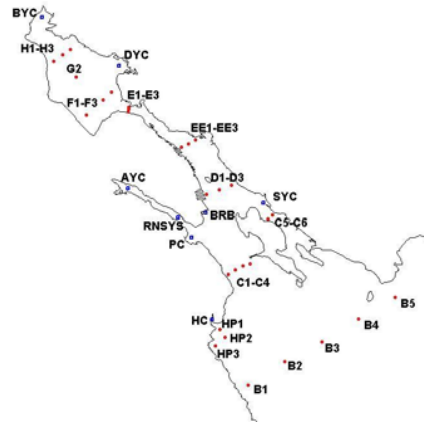 BYC
H1-H3
G2
DYC
F1-F3
E1-E3
EE1-EE3
AYC
D1-D3
SYC
RNSYS
BRB
C5-C6
PC
C1-C4
B5
HC
HP1
B4
HP2
B3
HP3
B2
B1